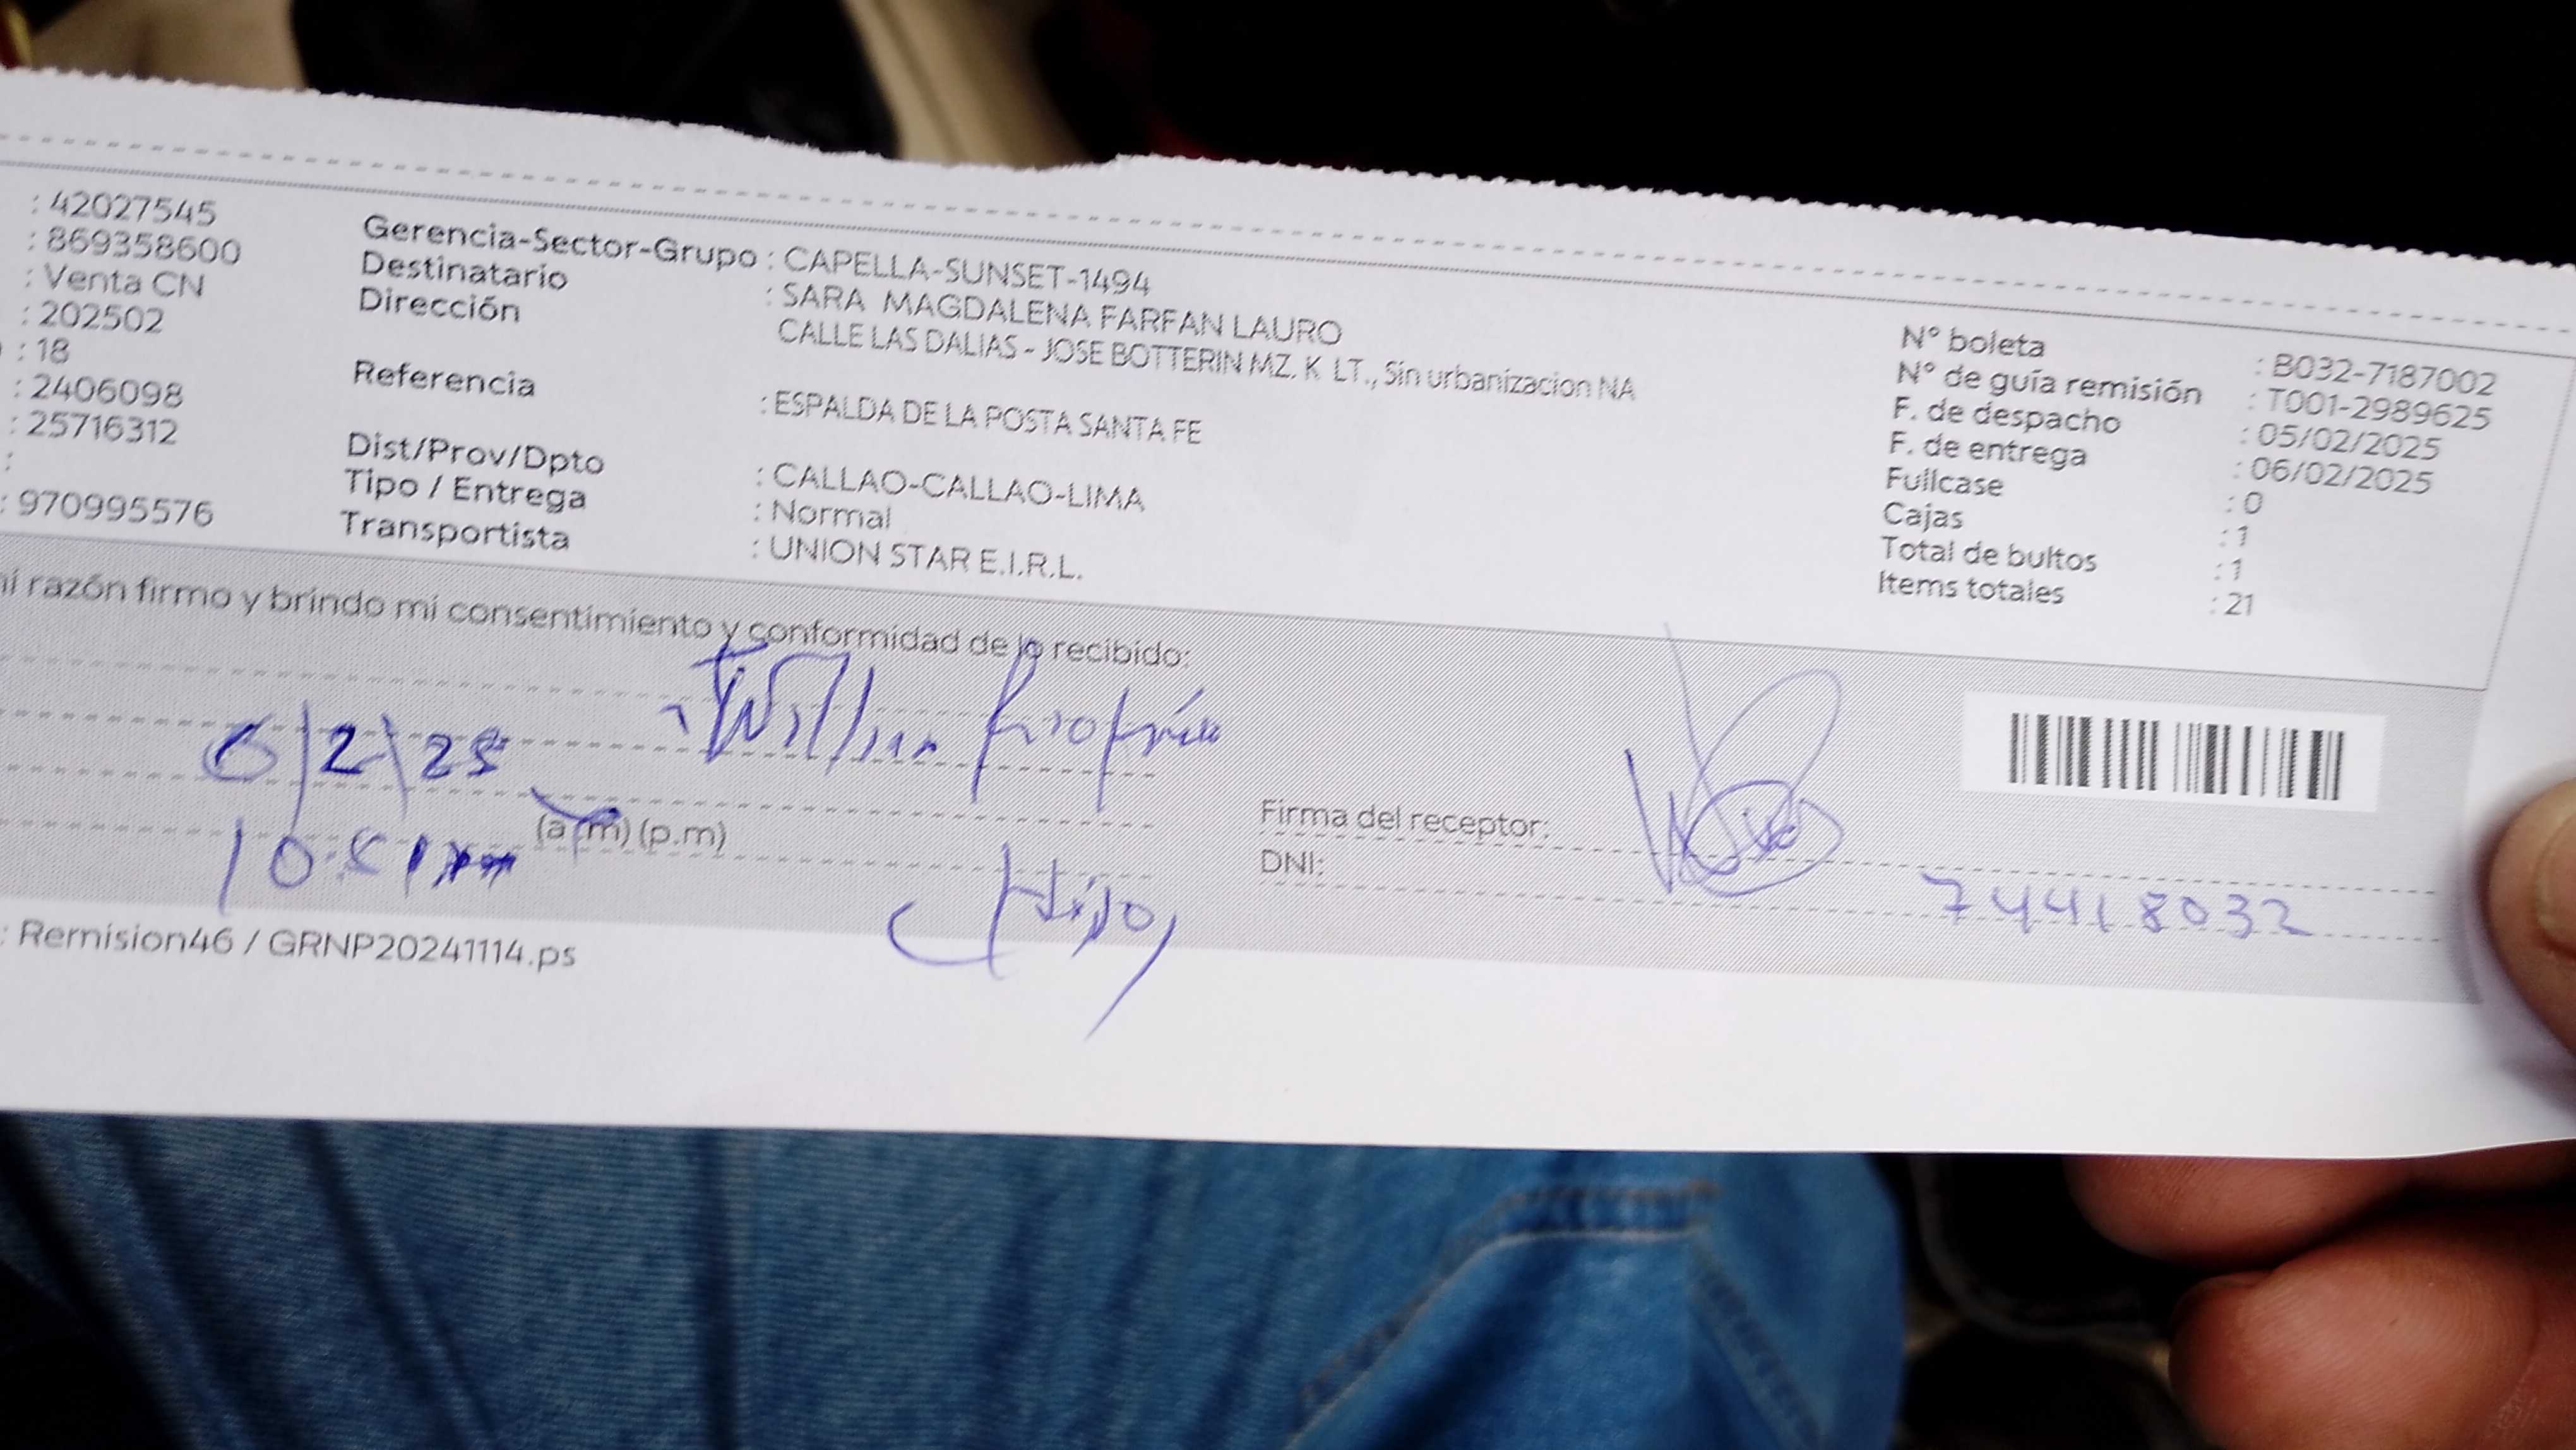 : 42027545
: 869358600
: Venta CN
: 202502
: 18
: 2406098
: 25716312
:
: 970995576
Gerencia-Sector-Grupo : CAPELLA-SUNSET-1494
Destinatario : SARA MAGDALENA FARFAN LAURO
Dirección CALLE LAS DALIAS - JOSE BOTTERIN MZ. K LT., Sin urbanizacion NA
Referencia : ESPALDA DE LA POSTA SANTA FE
Dist/Prov/Dpto : CALLAO-CALLAO-LIMA
Tipo / Entrega : Normal
Transportista : UNION STAR E.I.R.L.
N° boleta : B032-7187002
N° de guía remisión : T001-2989625
F. de despacho : 05/02/2025
F. de entrega : 06/02/2025
Fullcase : 0
Cajas : 1
Total de bultos : 1
Items totales : 21
mi razón firmo y brindo mi consentimiento y conformidad de lo recibido:
6/2/25
10:51 (a.m) (p.m)
Hijo
Firma del receptor:
DNI: 74418032
: Remision46 / GRNP20241114.ps